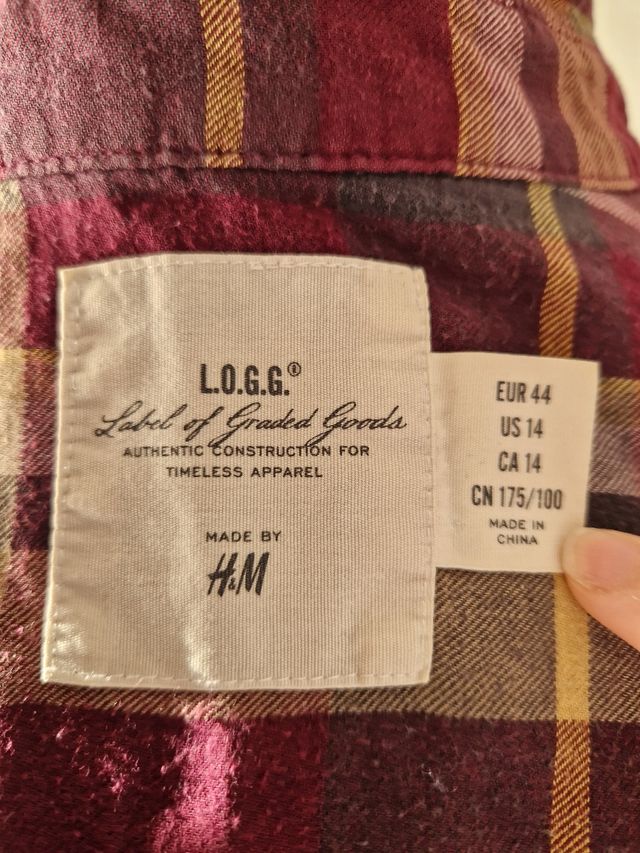 L.O.G.G.®
Label of Graded Goods
AUTHENTIC CONSTRUCTION FOR
TIMELESS APPAREL
MADE BY
H&M
EUR 44
US 14
CA 14
CN 175/100
MADE IN
CHINA